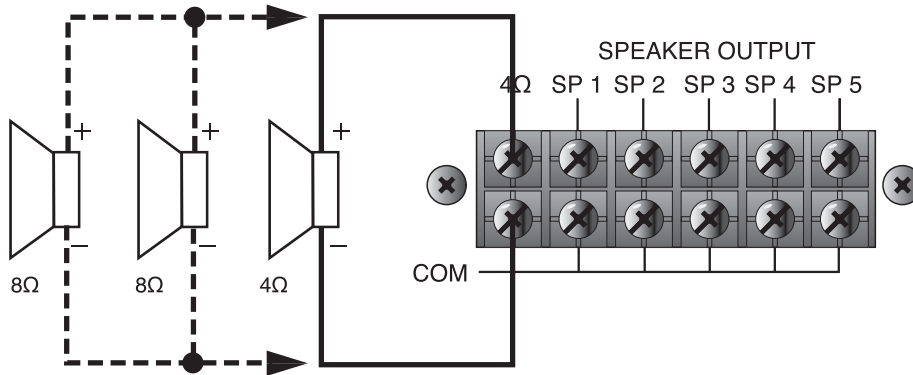 SPEAKER OUTPUT
4Ω SP 1 SP 2 SP 3 SP 4 SP 5
+ + +
− − −
8Ω 8Ω 4Ω
COM